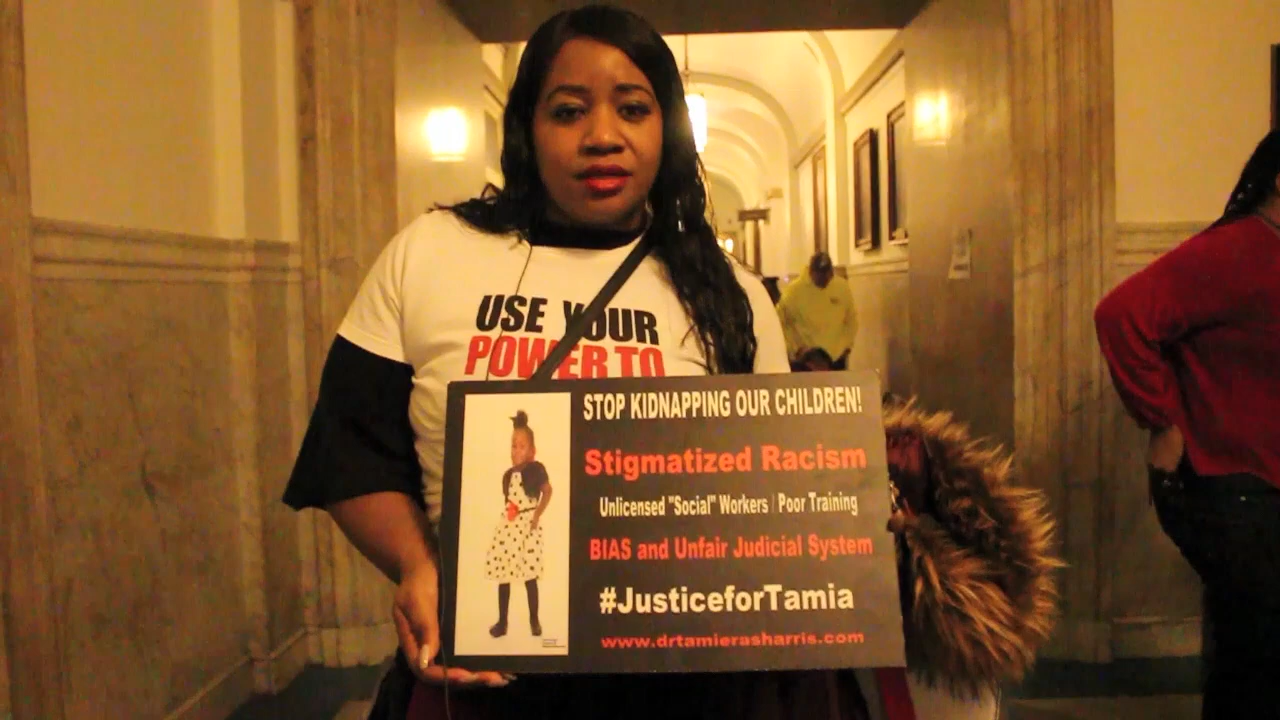 USE YOUR
POWER TO
STOP KIDNAPPING OUR CHILDREN!
Stigmatized Racism
Unlicensed "Social" Workers / Poor Training
BIAS and Unfair Judicial System
#JusticeforTamia
www.drtamierasharris.com